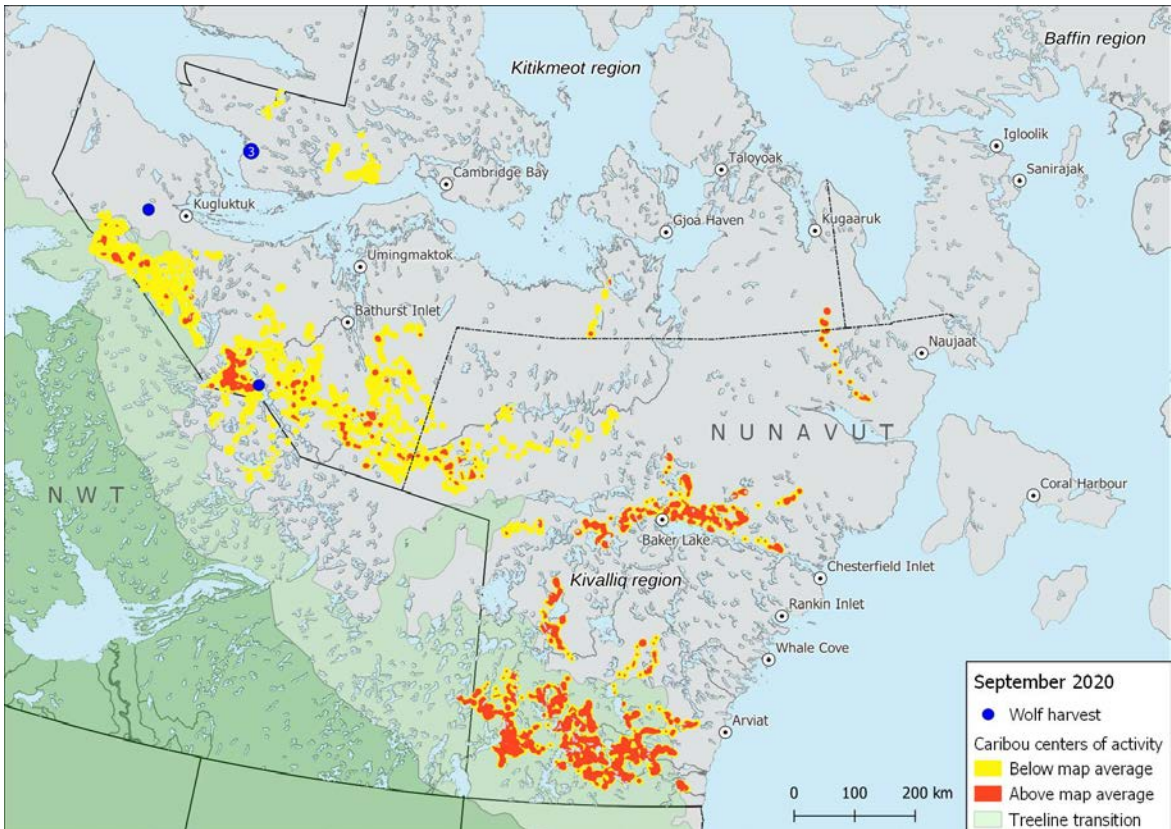 Baffin region
Kitikmeot region
Igloolik
3
Taloyoak
Sanirajak
Cambridge Bay
Kugluktuk
Gjoa Haven
Kugaaruk
Umingmaktok
Bathurst Inlet
Naujaat
NUNAVUT
NWT
Coral Harbour
Baker Lake
Chesterfield Inlet
Kivalliq region
Rankin Inlet
Whale Cove
Arviat
September 2020
Wolf harvest
Caribou centers of activity
Below map average
Above map average
Treeline transition
0 100 200 km